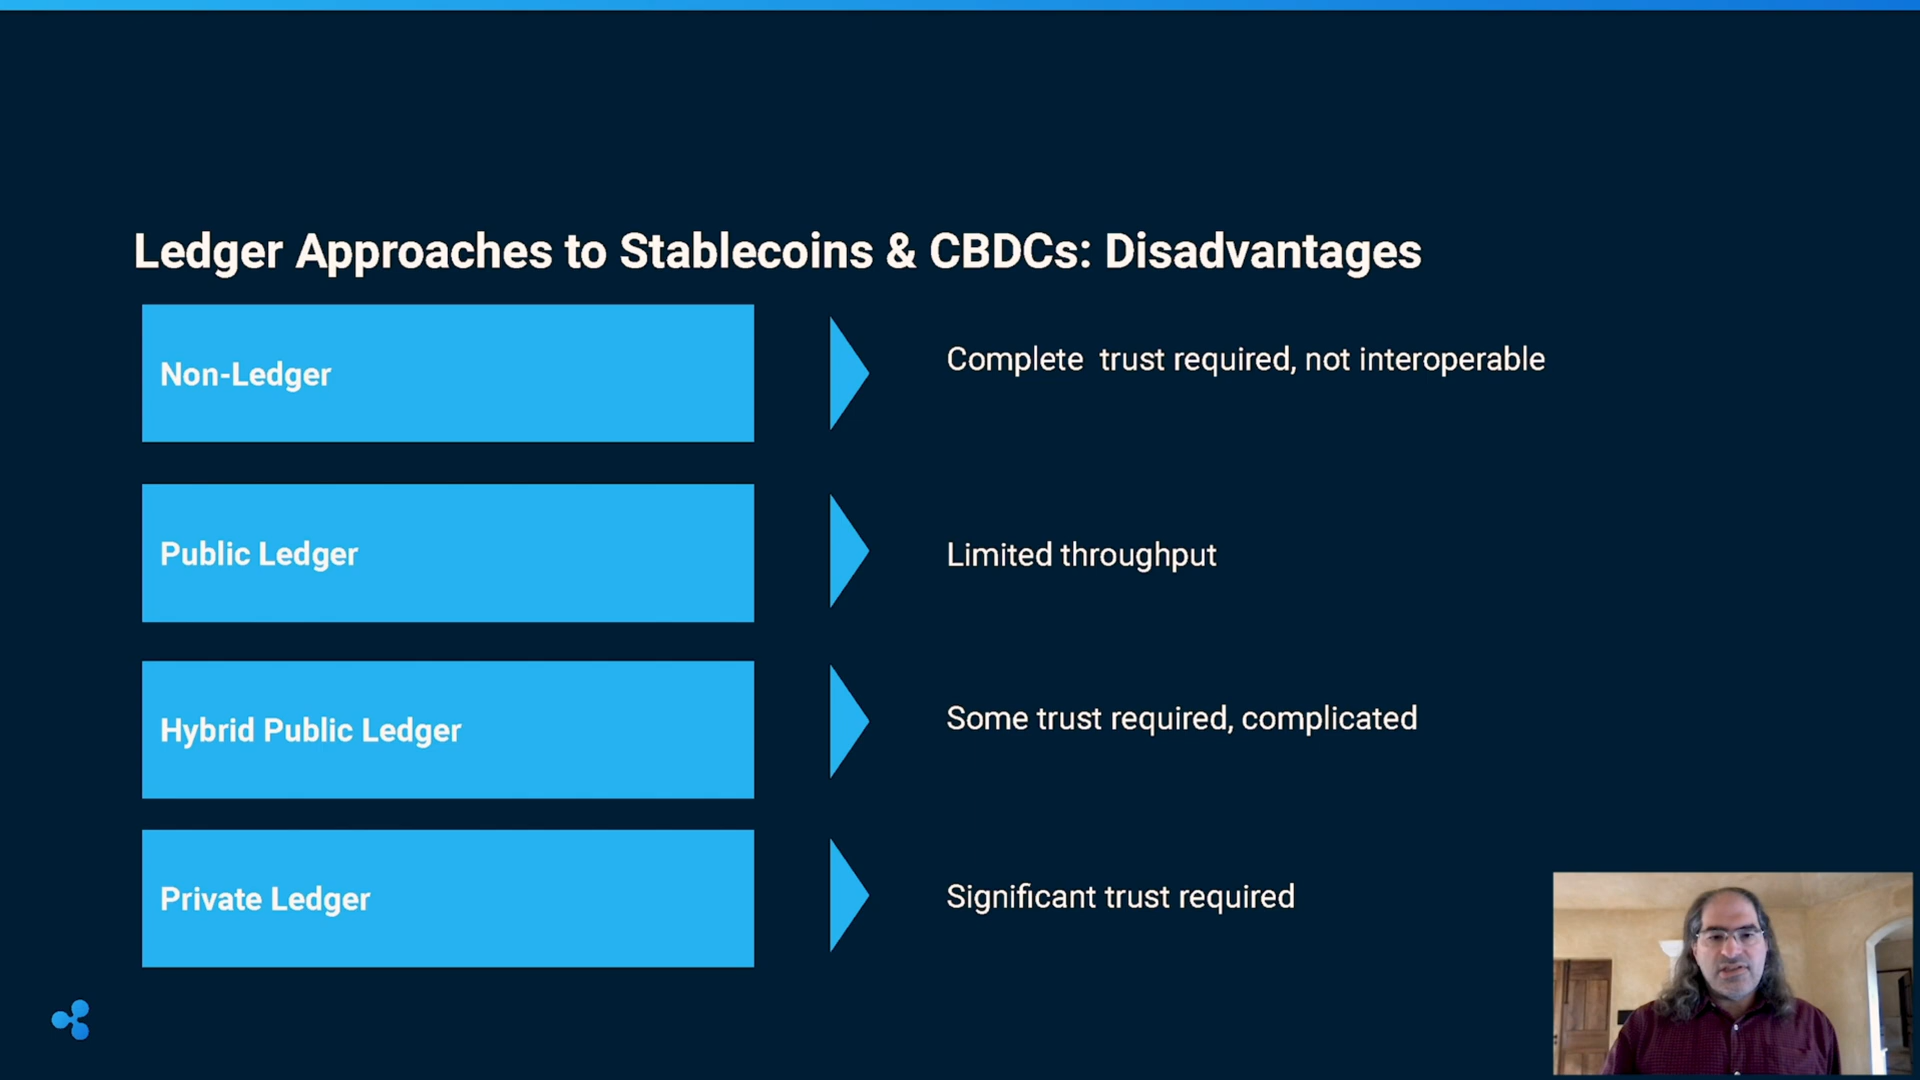 Ledger Approaches to Stablecoins & CBDCs: Disadvantages
Non-Ledger
Complete trust required, not interoperable
Public Ledger
Limited throughput
Hybrid Public Ledger
Some trust required, complicated
Private Ledger
Significant trust required